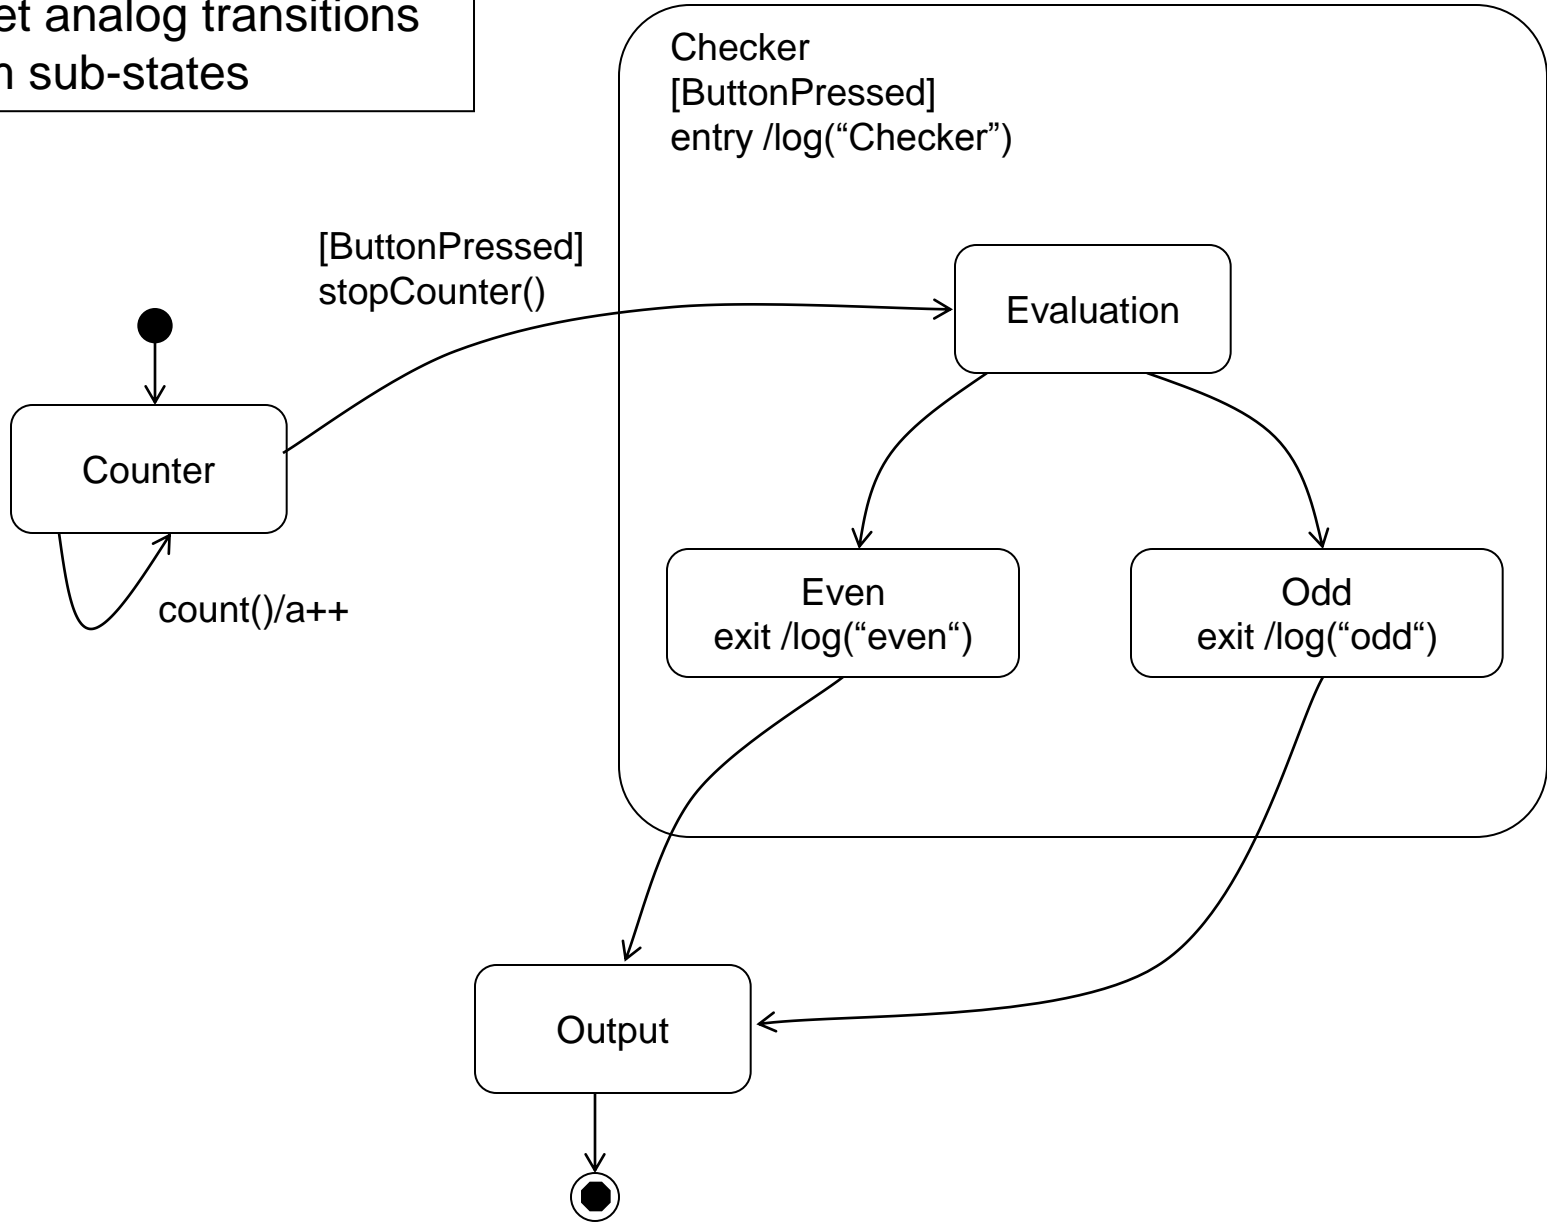 et analog transitions
sub-states
Checker
[ButtonPressed]
entry /log(“Checker”)
[ButtonPressed]
stopCounter()
Evaluation
Counter
count()/a++
Even
exit /log(“even“)
Odd
exit /log(“odd“)
Output